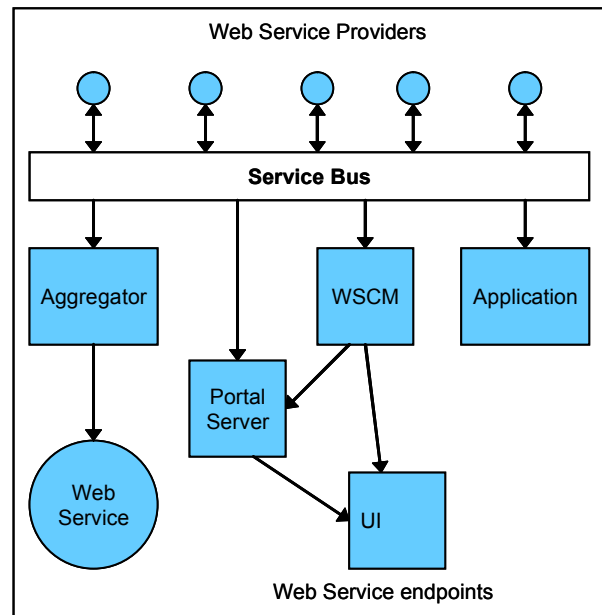 Web Service Providers
Service Bus
Aggregator
WSCM
Application
Portal
Server
Web
Service
UI
Web Service endpoints